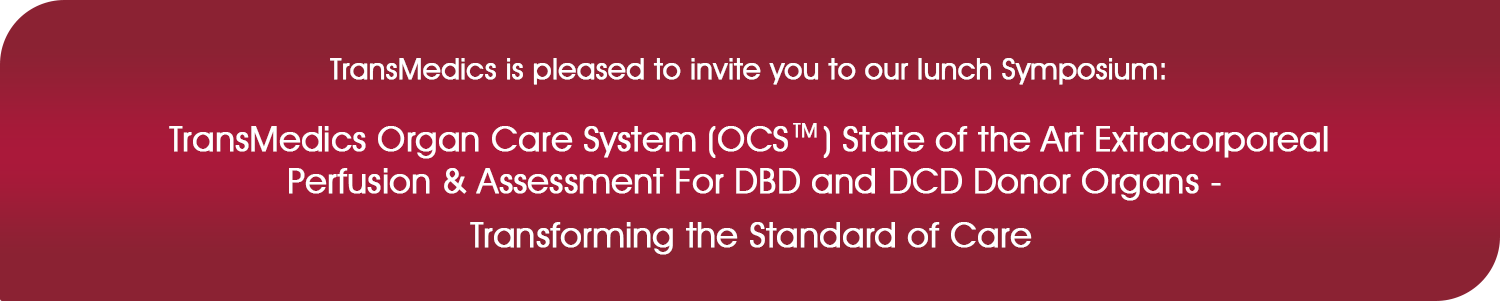 TransMedics is pleased to invite you to our lunch Symposium:
TransMedics Organ Care System (OCS™) State of the Art Extracorporeal
Perfusion & Assessment For DBD and DCD Donor Organs -
Transforming the Standard of Care